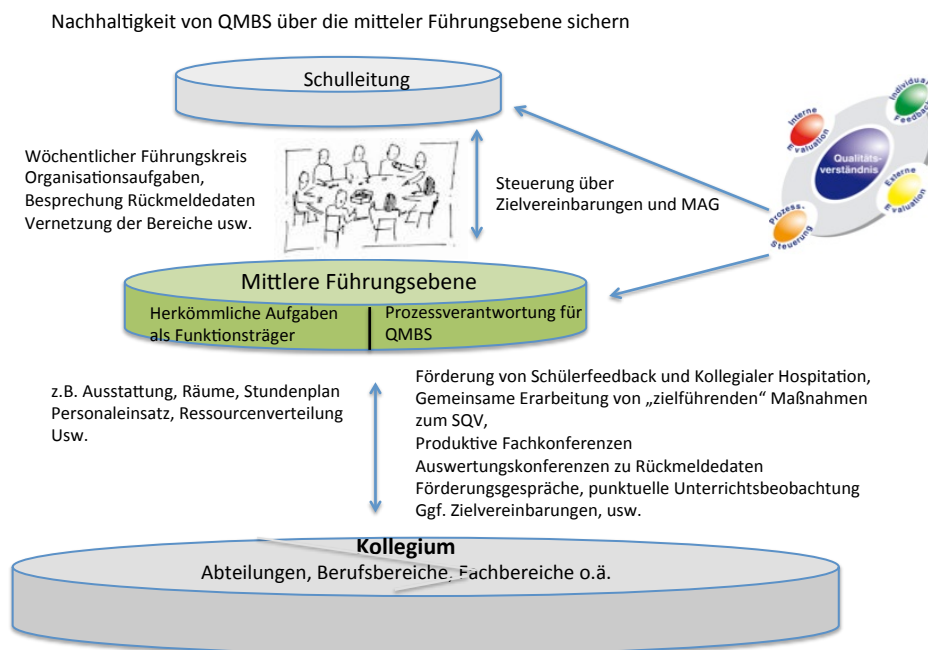 Nachhaltigkeit von QMBS über die mitteler Führungsebene sichern
Schulleitung
Wöchentlicher Führungskreis
Organisationsaufgaben,
Besprechung Rückmeldedaten
Vernetzung der Bereiche usw.
Steuerung über
Zielvereinbarungen und MAG
Interne
Evaluation
Individual
Feedback
Qualitäts-
verständnis
Externe
Evaluation
Prozess.
Steuerung
Mittlere Führungsebene
Herkömmliche Aufgaben
als Funktionsträger
Prozessverantwortung für
QMBS
z.B. Ausstattung, Räume, Stundenplan
Personaleinsatz, Ressourcenverteilung
Usw.
Förderung von Schülerfeedback und Kollegialer Hospitation,
Gemeinsame Erarbeitung von „zielführenden“ Maßnahmen
zum SQV,
Produktive Fachkonferenzen
Auswertungskonferenzen zu Rückmeldedaten
Förderungsgespräche, punktuelle Unterrichtsbeobachtung
Ggf. Zielvereinbarungen, usw.
Kollegium
Abteilungen, Berufsbereiche, Fachbereiche o.ä.